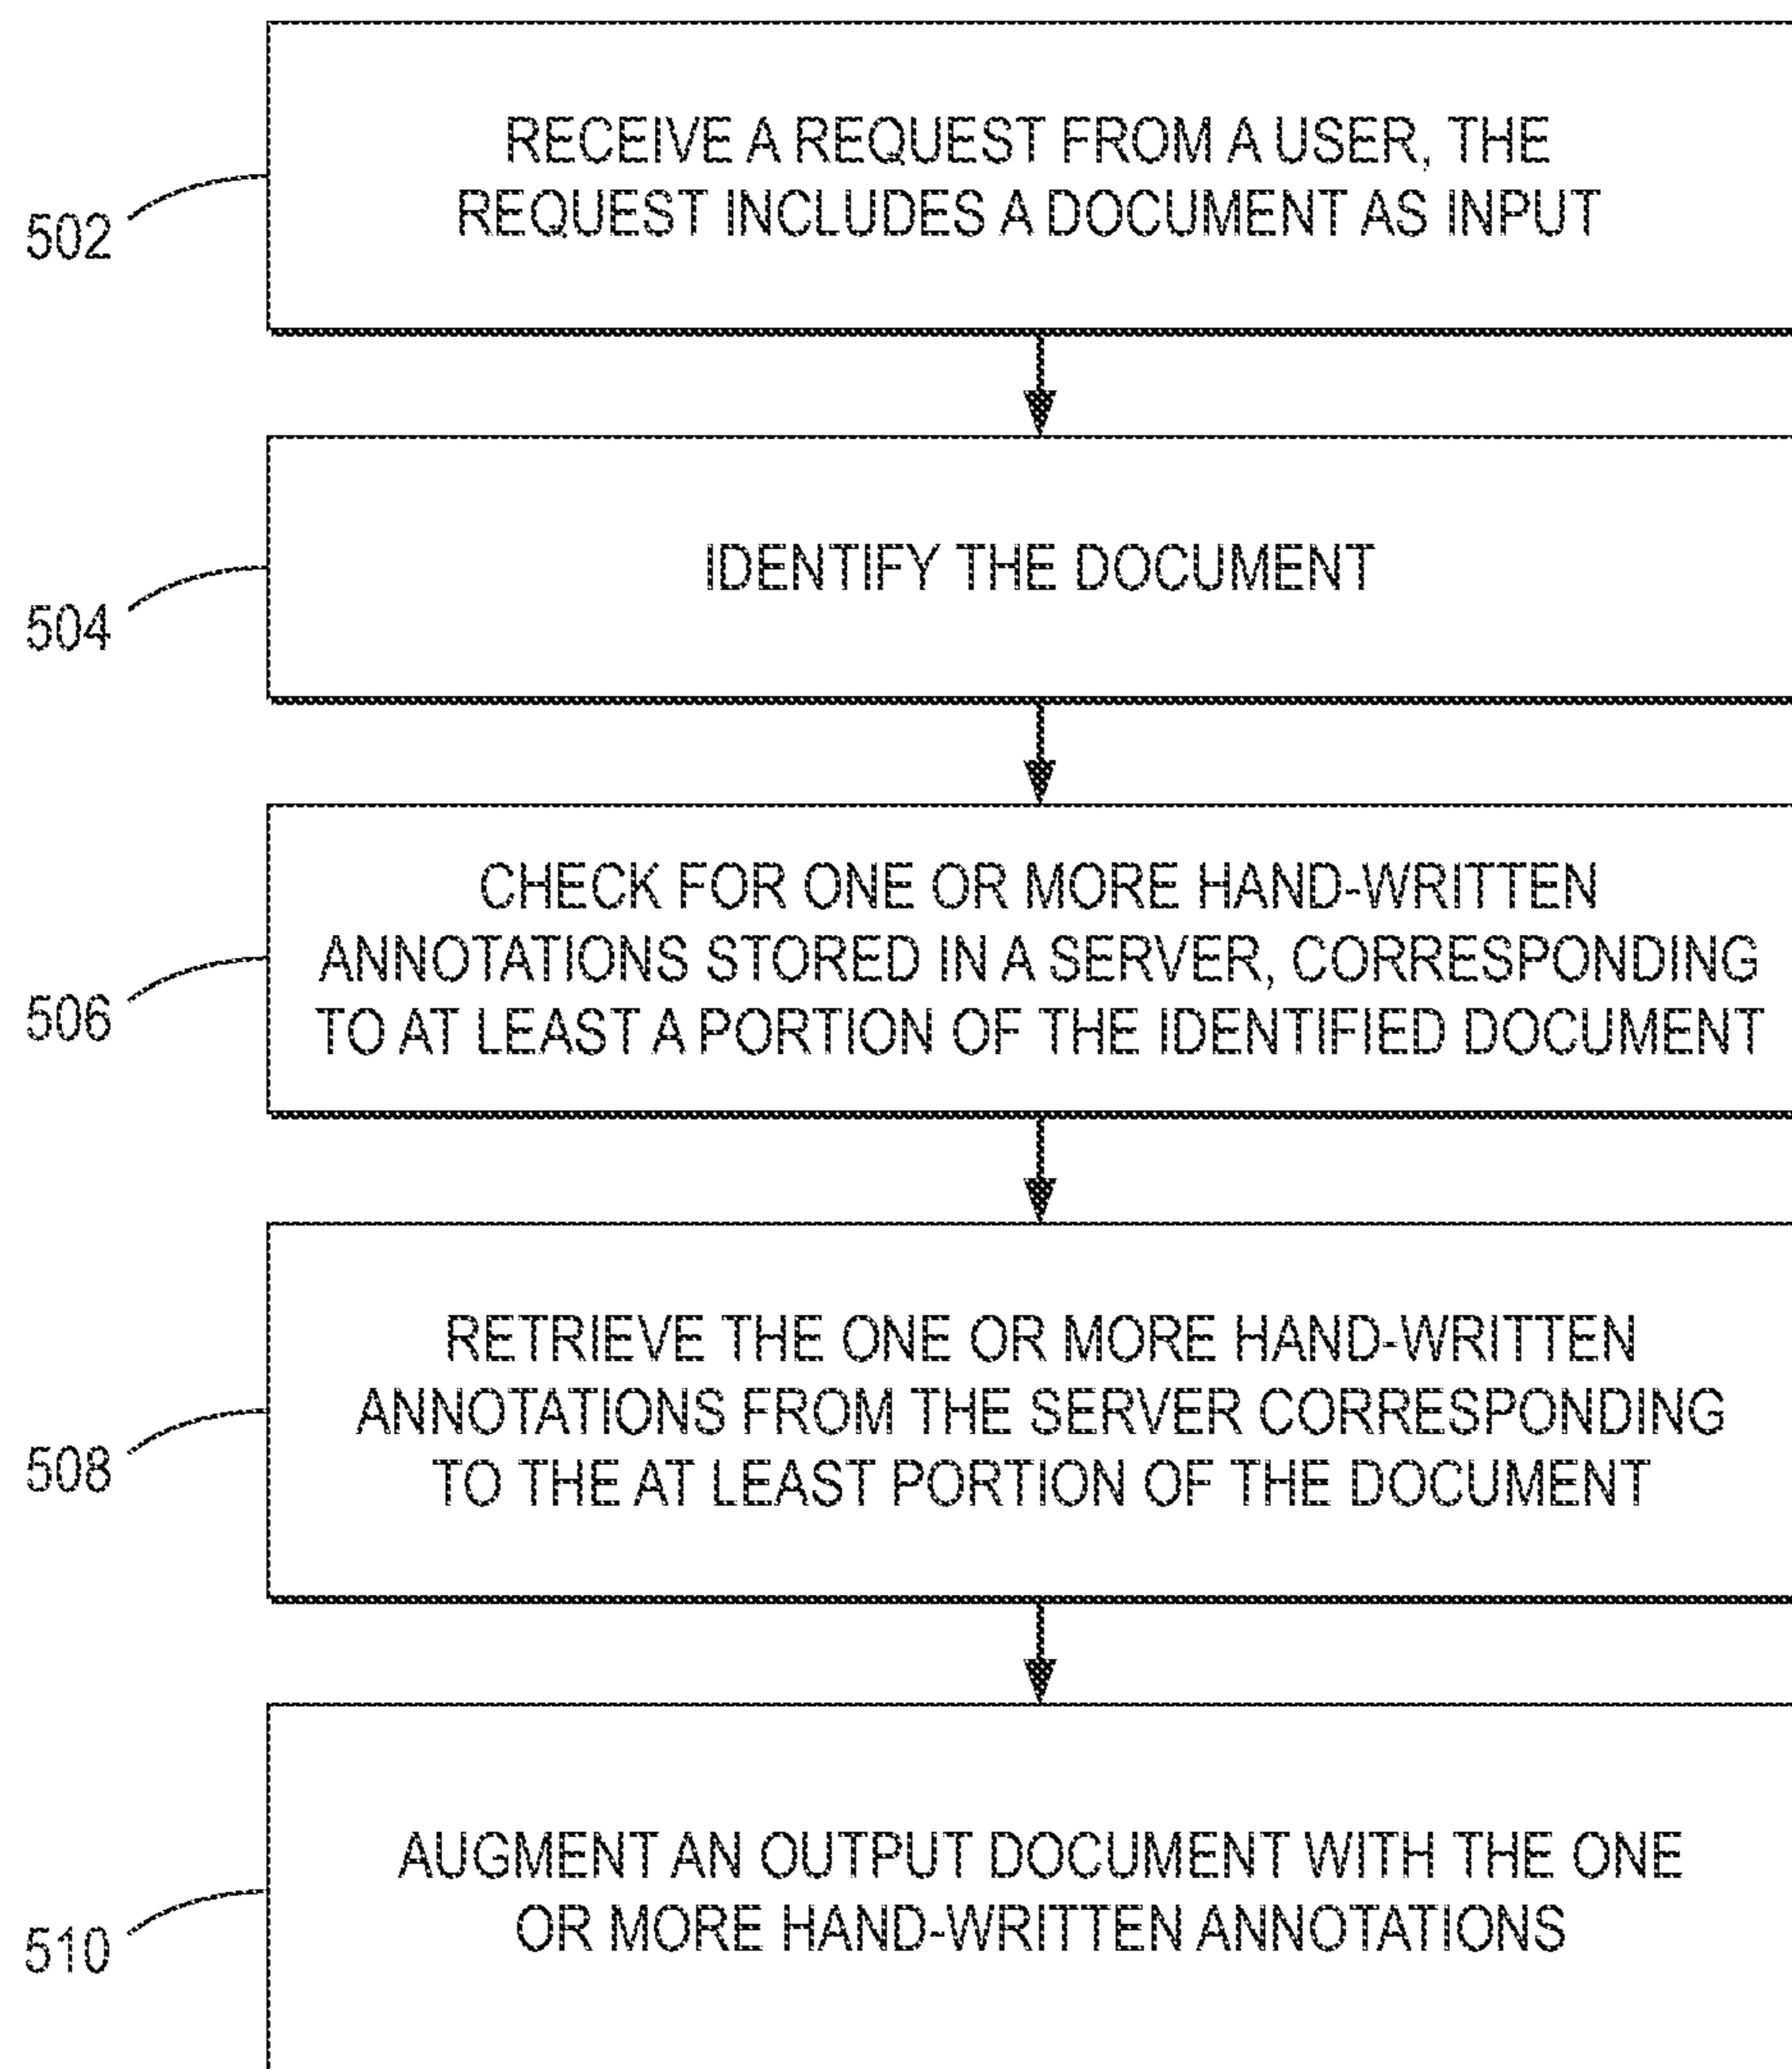 RECEIVE A REQUEST FROM A USER, THE
REQUEST INCLUDES A DOCUMENT AS INPUT
502
IDENTIFY THE DOCUMENT
504
CHECK FOR ONE OR MORE HAND-WRITTEN
ANNOTATIONS STORED IN A SERVER, CORRESPONDING
TO AT LEAST A PORTION OF THE IDENTIFIED DOCUMENT
506
RETRIEVE THE ONE OR MORE HAND-WRITTEN
ANNOTATIONS FROM THE SERVER CORRESPONDING
TO THE AT LEAST PORTION OF THE DOCUMENT
508
AUGMENT AN OUTPUT DOCUMENT WITH THE ONE
OR MORE HAND-WRITTEN ANNOTATIONS
510